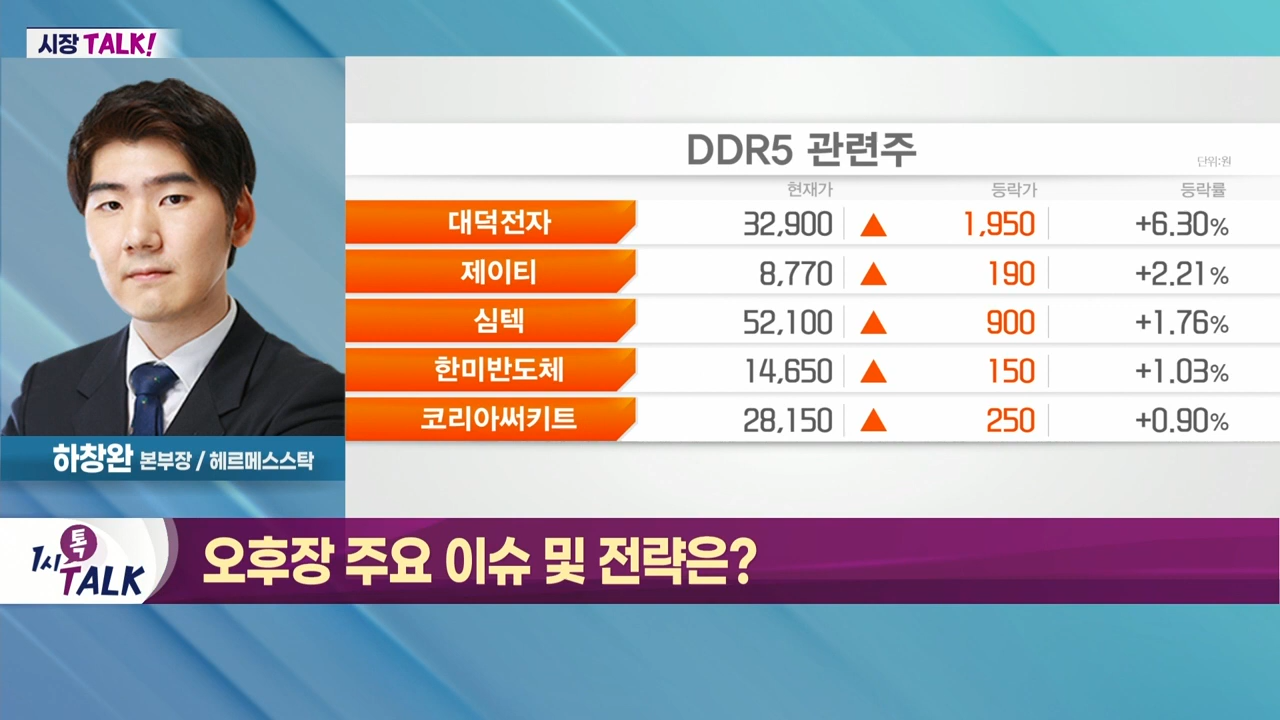 시장 TALK!
DDR5 관련주
단위:원
현재가 등락가 등락률
대덕전자 32,900 ▲ 1,950 +6.30%
제이티 8,770 ▲ 190 +2.21%
심텍 52,100 ▲ 900 +1.76%
한미반도체 14,650 ▲ 150 +1.03%
코리아써키트 28,150 ▲ 250 +0.90%
하창완 본부장 / 헤르메스스탁
1시 톡 TALK
오후장 주요 이슈 및 전략은?